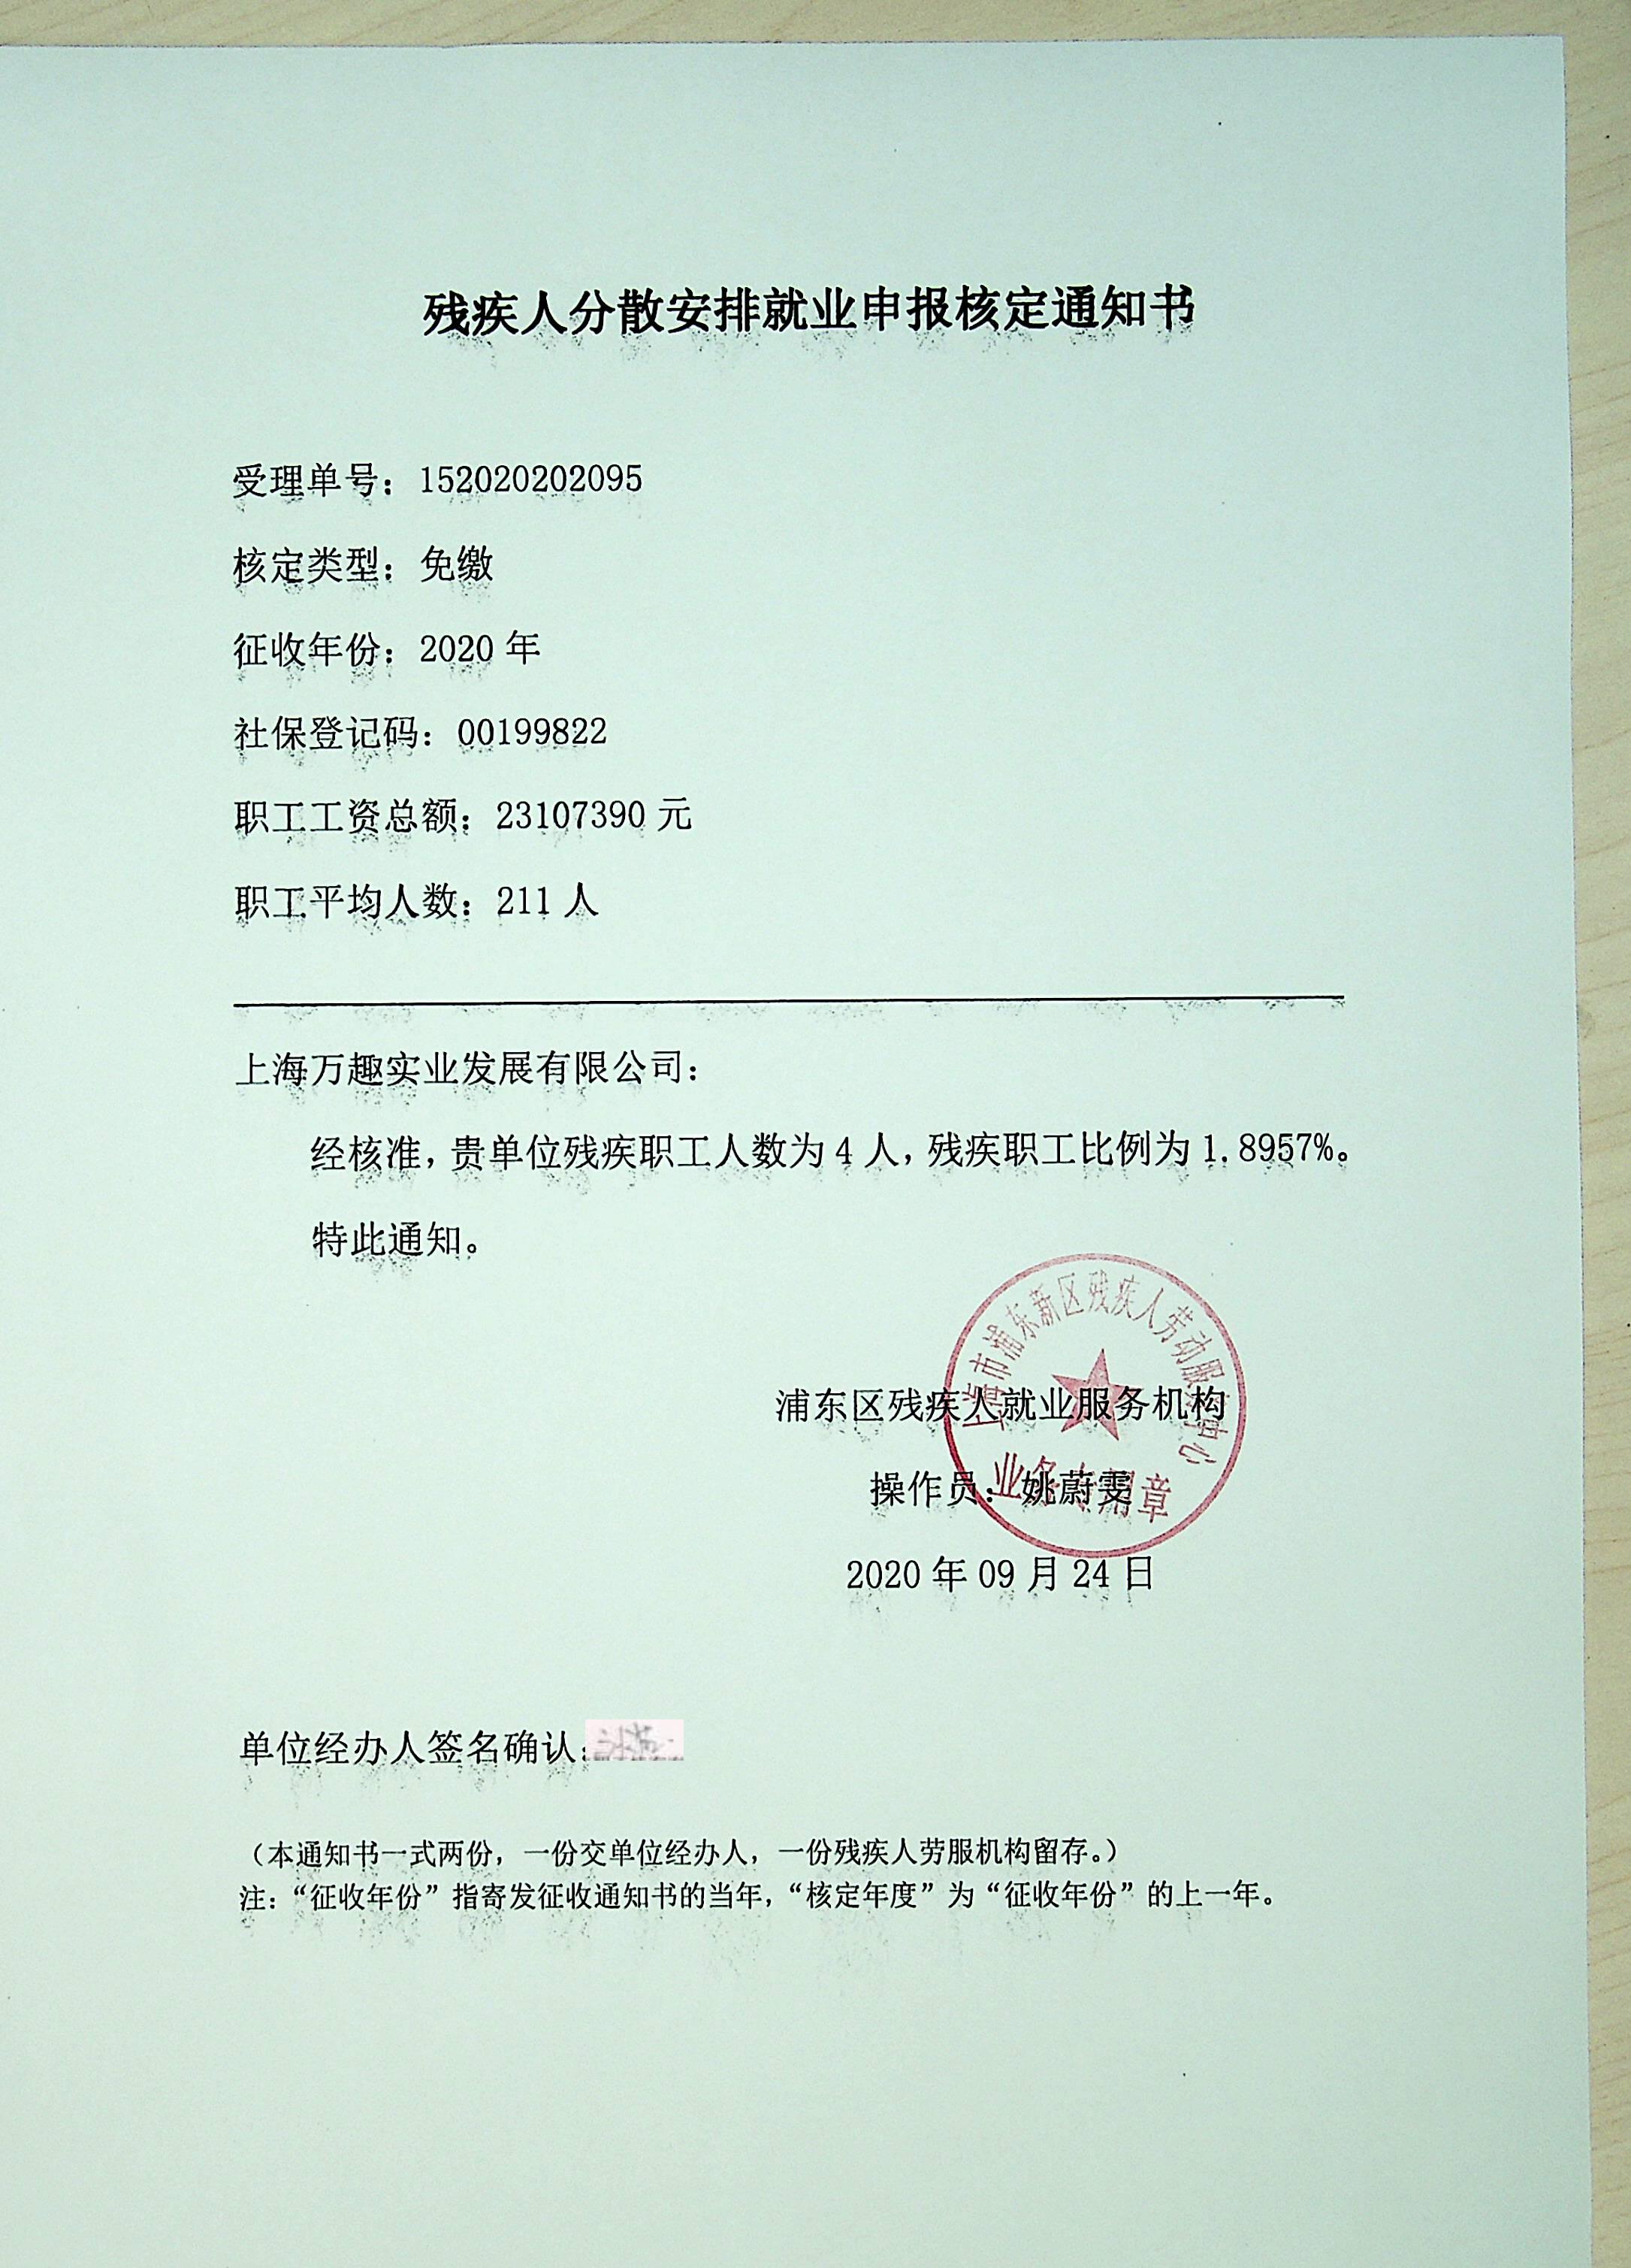 残疾人分散安排就业申报核定通知书
受理单号：152020202095
核定类型：免缴
征收年份：2020 年
社保登记码：00199822
职工工资总额：23107390 元
职工平均人数：211 人
上海万趣实业发展有限公司：
经核准，贵单位残疾职工人数为 4 人，残疾职工比例为 1.8957%。
特此通知。
上海市浦东新区残疾人劳动服务中心
浦东区残疾人就业服务机构
业务专用章
操作员：姚蔚雯
2020 年 09 月 24 日
单位经办人签名确认：
（本通知书一式两份，一份交单位经办人，一份残疾人劳服机构留存。）
注：“征收年份”指寄发征收通知书的当年，“核定年度”为“征收年份”的上一年。